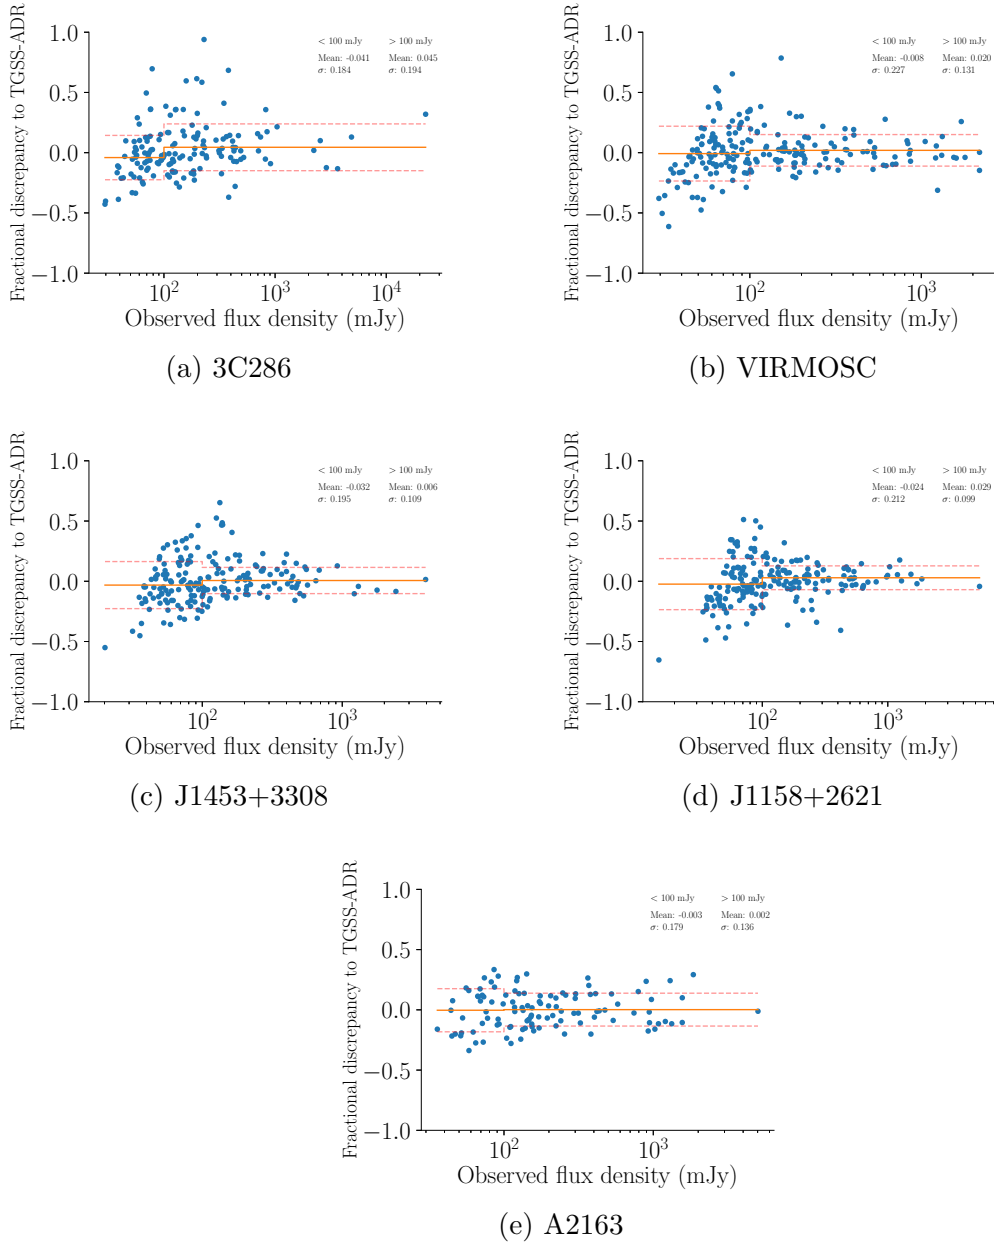 1.0
0.5
0.0
−0.5
−1.0
Fractional discrepancy to TGSS-ADR
< 100 mJy > 100 mJy
Mean: -0.041 Mean: 0.045
σ: 0.184 σ: 0.194
10² 10³ 10⁴
Observed flux density (mJy)
(a) 3C286
1.0
0.5
0.0
−0.5
−1.0
Fractional discrepancy to TGSS-ADR
< 100 mJy > 100 mJy
Mean: -0.008 Mean: 0.020
σ: 0.227 σ: 0.131
10² 10³
Observed flux density (mJy)
(b) VIRMOSC
1.0
0.5
0.0
−0.5
−1.0
Fractional discrepancy to TGSS-ADR
< 100 mJy > 100 mJy
Mean: -0.032 Mean: 0.006
σ: 0.195 σ: 0.109
10² 10³
Observed flux density (mJy)
(c) J1453+3308
1.0
0.5
0.0
−0.5
−1.0
Fractional discrepancy to TGSS-ADR
< 100 mJy > 100 mJy
Mean: -0.024 Mean: 0.029
σ: 0.212 σ: 0.099
10² 10³
Observed flux density (mJy)
(d) J1158+2621
1.0
0.5
0.0
−0.5
−1.0
Fractional discrepancy to TGSS-ADR
< 100 mJy > 100 mJy
Mean: -0.003 Mean: 0.002
σ: 0.179 σ: 0.136
10² 10³
Observed flux density (mJy)
(e) A2163